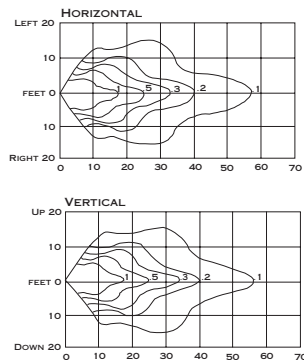 HORIZONTAL
LEFT 20
10
FEET 0
1 .5 .3 .2 .1
10
RIGHT 20
0 10 20 30 40 50 60 70
VERTICAL
UP 20
10
FEET 0
1 .5 .3 .2 .1
10
DOWN 20
0 10 20 30 40 50 60 70